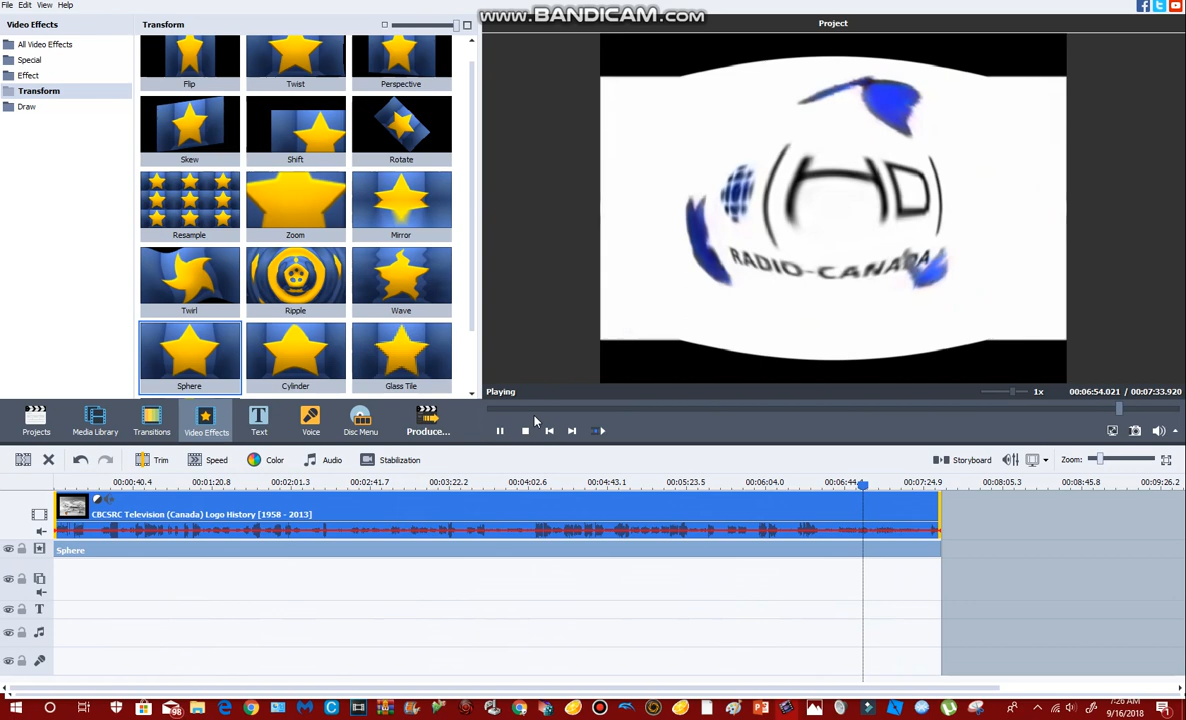 File Edit View Help
WWW.BANDICAM.COM
Video Effects
Transform
Project
All Video Effects
Special
Effect
Transform
Draw
Flip
Twist
Perspective
Skew
Shift
Rotate
Resample
Zoom
Mirror
Twirl
Ripple
Wave
Sphere
Cylinder
Glass Tile
HD
RADIO-CANADA
Playing
1x
00:06:54.021 / 00:07:33.920
Projects
Media Library
Transitions
Video Effects
Text
Voice
Disc Menu
Produce...
Trim
Speed
Color
Audio
Stabilization
Storyboard
Zoom:
00:00:40.4
00:01:20.8
00:02:01.3
00:02:41.7
00:03:22.2
00:04:02.6
00:04:43.1
00:05:23.5
00:06:04.0
00:06:44
00:07:24.9
00:08:05.3
00:08:45.8
00:09:26.2
CBCSRC Television (Canada) Logo History [1958 - 2013]
Sphere
T
98
7:26 AM
9/16/2018
1